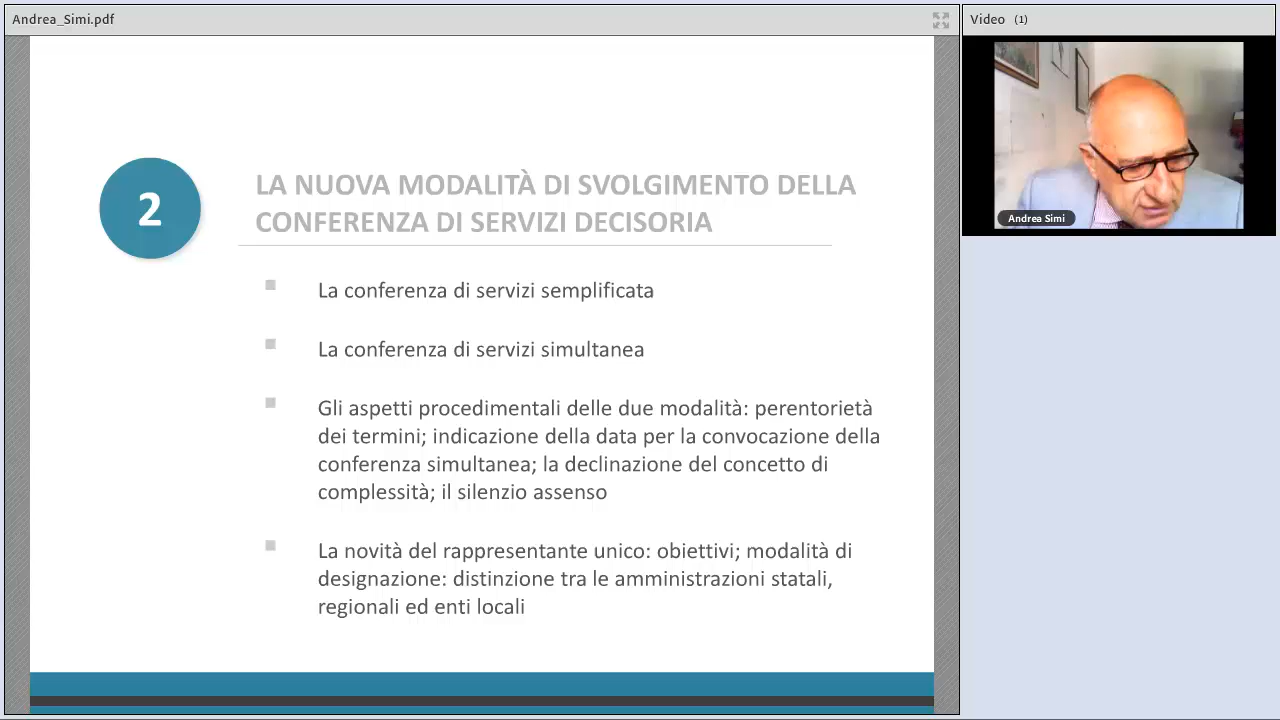 Andrea_Simi.pdf
Video (1)
Andrea Simi
2
LA NUOVA MODALITÀ DI SVOLGIMENTO DELLA
CONFERENZA DI SERVIZI DECISORIA
La conferenza di servizi semplificata
La conferenza di servizi simultanea
Gli aspetti procedimentali delle due modalità: perentorietà
dei termini; indicazione della data per la convocazione della
conferenza simultanea; la declinazione del concetto di
complessità; il silenzio assenso
La novità del rappresentante unico: obiettivi; modalità di
designazione: distinzione tra le amministrazioni statali,
regionali ed enti locali